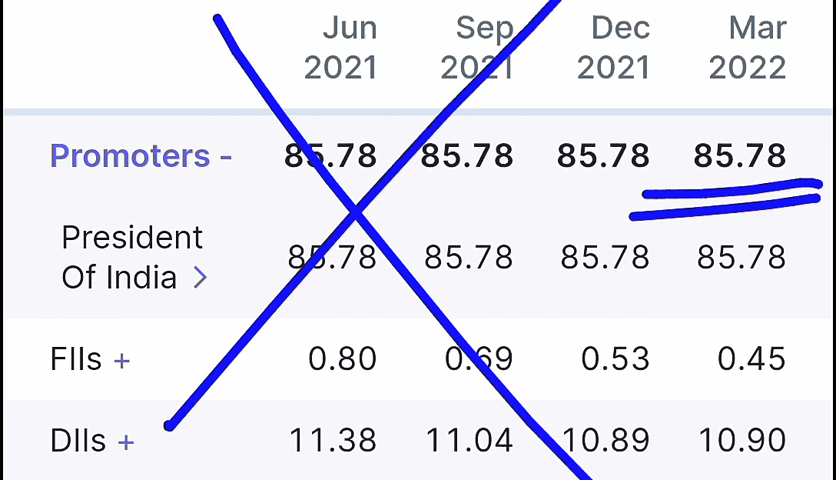 Jun Sep Dec Mar
2021 2021 2021 2022
Promoters - 85.78 85.78 85.78 85.78
President
Of India > 85.78 85.78 85.78 85.78
FIIs + 0.80 0.69 0.53 0.45
DIIs + 11.38 11.04 10.89 10.90